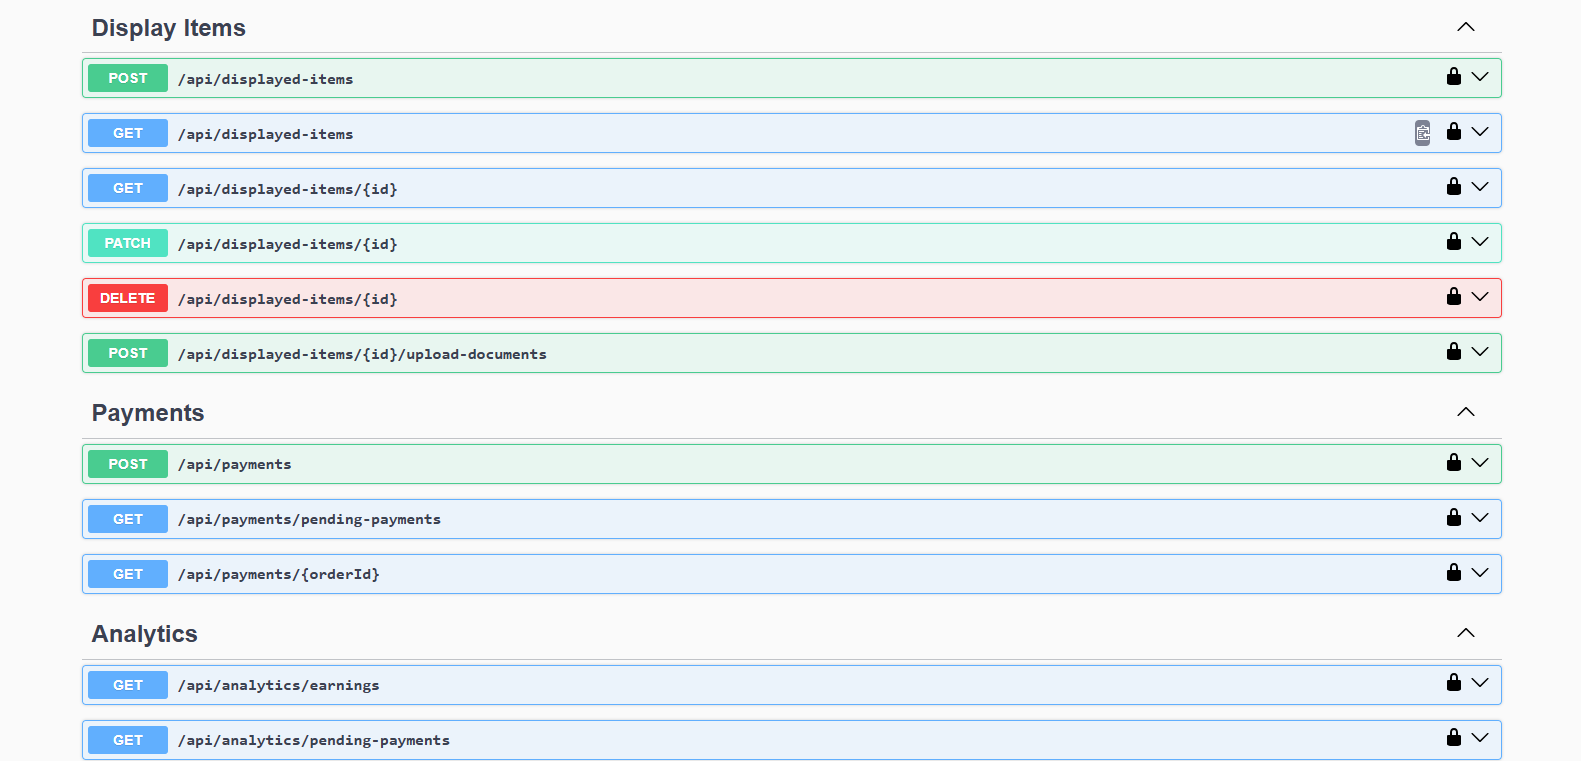 Display Items
POST /api/displayed-items
GET /api/displayed-items
GET /api/displayed-items/{id}
PATCH /api/displayed-items/{id}
DELETE /api/displayed-items/{id}
POST /api/displayed-items/{id}/upload-documents
Payments
POST /api/payments
GET /api/payments/pending-payments
GET /api/payments/{orderId}
Analytics
GET /api/analytics/earnings
GET /api/analytics/pending-payments